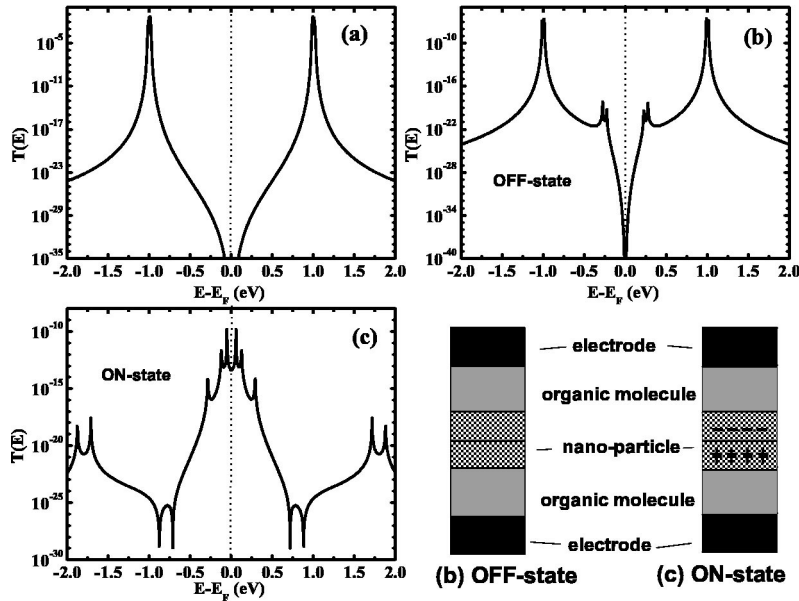 (a)
T(E)
10-5
10-11
10-17
10-23
10-29
10-35
-2.0 -1.5 -1.0 -0.5 0.0 0.5 1.0 1.5 2.0
E-EF (eV)
(b)
T(E)
10-10
10-16
10-22
10-28
10-34
10-40
OFF-state
-2.0 -1.5 -1.0 -0.5 0.0 0.5 1.0 1.5 2.0
E-EF (eV)
(c)
T(E)
10-10
10-15
10-20
10-25
10-30
ON-state
-2.0 -1.5 -1.0 -0.5 0.0 0.5 1.0 1.5 2.0
E-EF (eV)
electrode
organic molecule
nano-particle
organic molecule
electrode
- - - -
+ + + +
(b) OFF-state
(c) ON-state